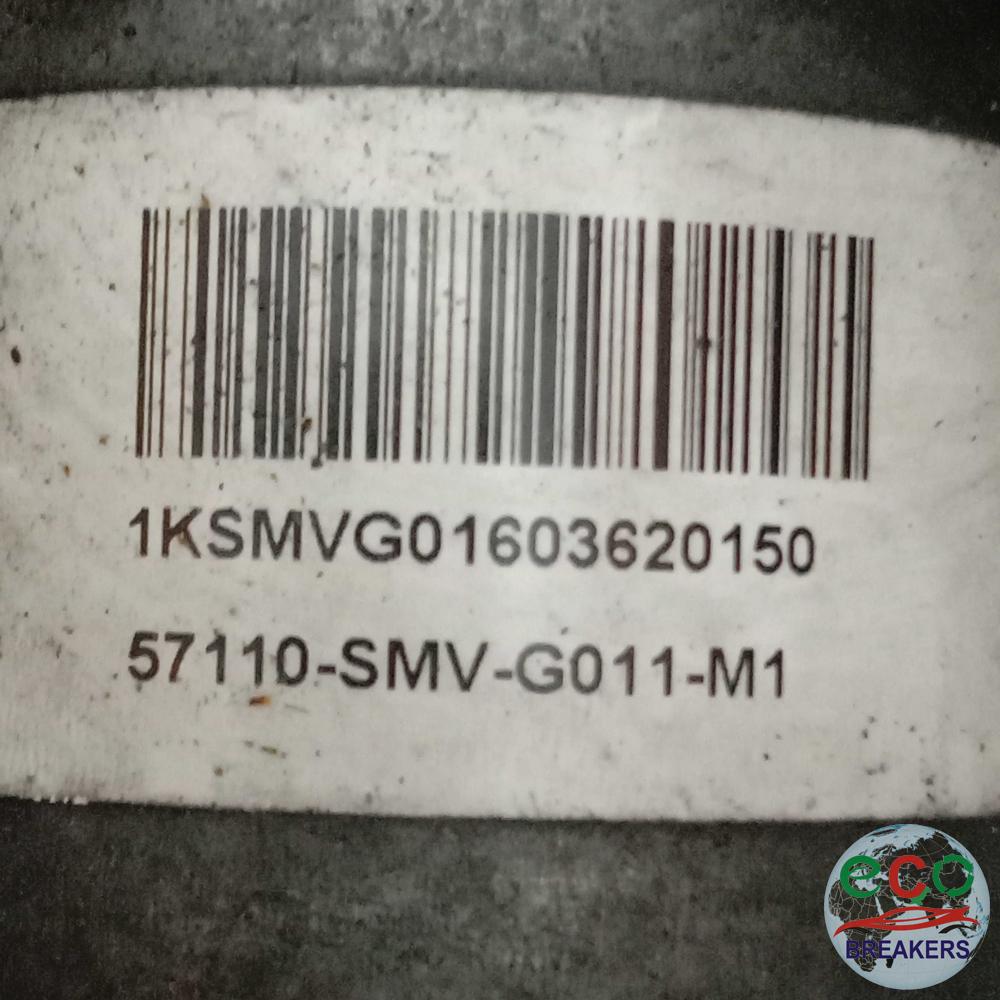 1KSMVG01603620150
57110-SMV-G011-M1
eco
BREAKERS